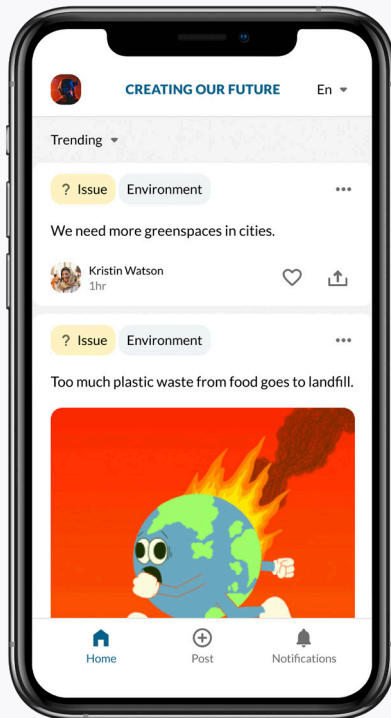 CREATING OUR FUTURE
En
Trending
? Issue
Environment
We need more greenspaces in cities.
Kristin Watson
1hr
? Issue
Environment
Too much plastic waste from food goes to landfill.
Home
Post
Notifications